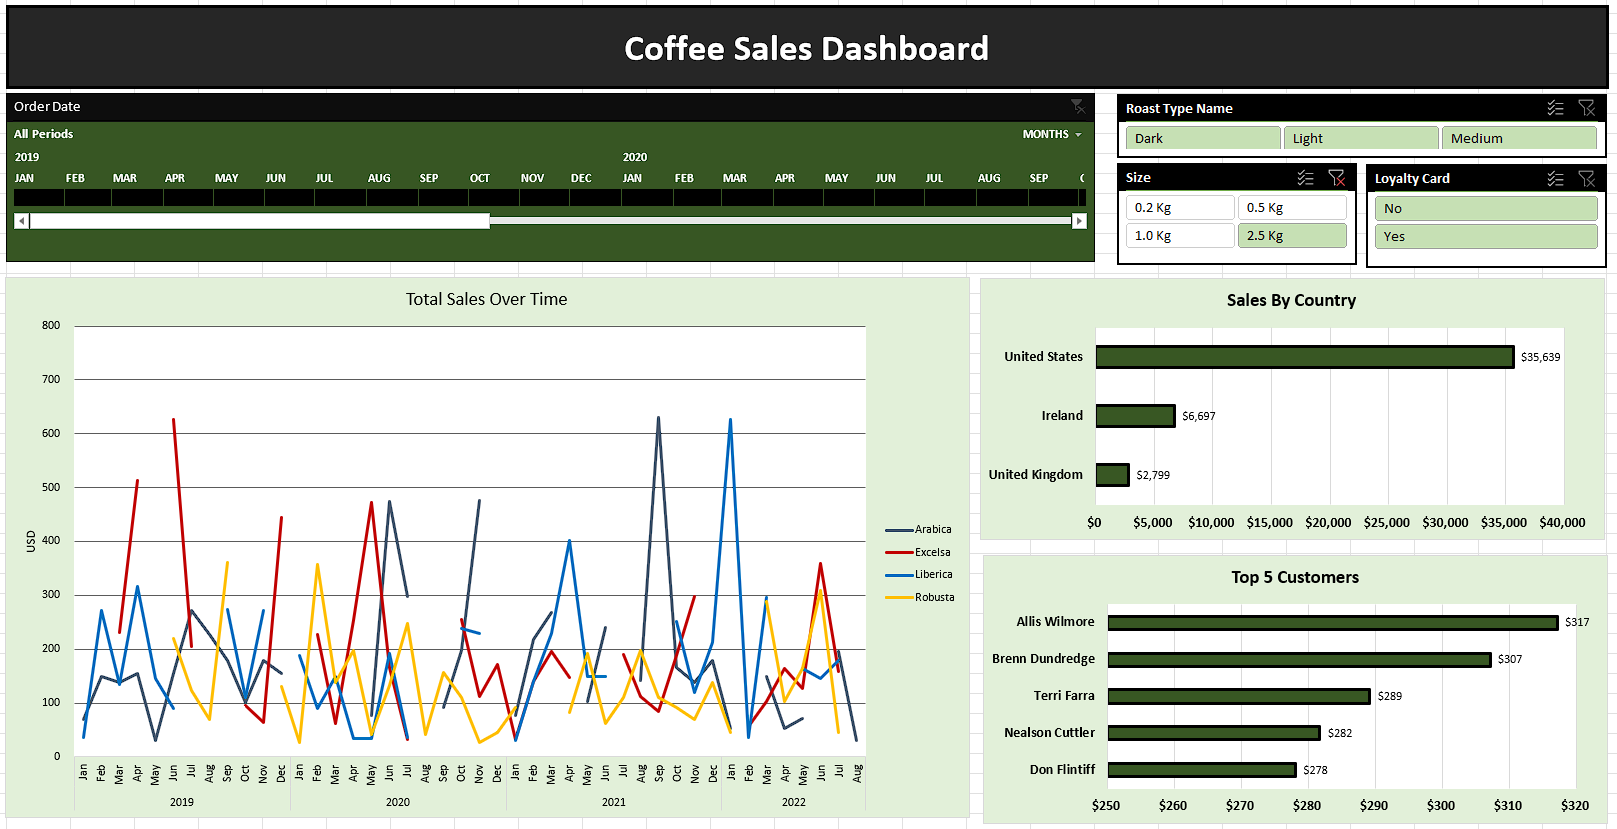 Coffee Sales Dashboard
Order Date
All Periods
MONTHS
2019 2020
JAN FEB MAR APR MAY JUN JUL AUG SEP OCT NOV DEC JAN FEB MAR APR MAY JUN JUL AUG SEP
Roast Type Name
Dark Light Medium
Size
0.2 Kg 0.5 Kg
1.0 Kg 2.5 Kg
Loyalty Card
No
Yes
Total Sales Over Time
800
700
600
500
400
300
200
100
0
USD
Jan Feb Mar Apr May Jun Jul Aug Sep Oct Nov Dec Jan Feb Mar Apr May Jun Jul Aug Sep Oct Nov Dec Jan Feb Mar Apr May Jun Jul Aug Sep Oct Nov Dec Jan Feb Mar Apr May Jun Jul Aug
2019 2020 2021 2022
Arabica
Excelsa
Liberica
Robusta
Sales By Country
United States $35,639
Ireland $6,697
United Kingdom $2,799
$0 $5,000 $10,000 $15,000 $20,000 $25,000 $30,000 $35,000 $40,000
Top 5 Customers
Allis Wilmore $317
Brenn Dundredge $307
Terri Farra $289
Nealson Cuttler $282
Don Flintiff $278
$250 $260 $270 $280 $290 $300 $310 $320